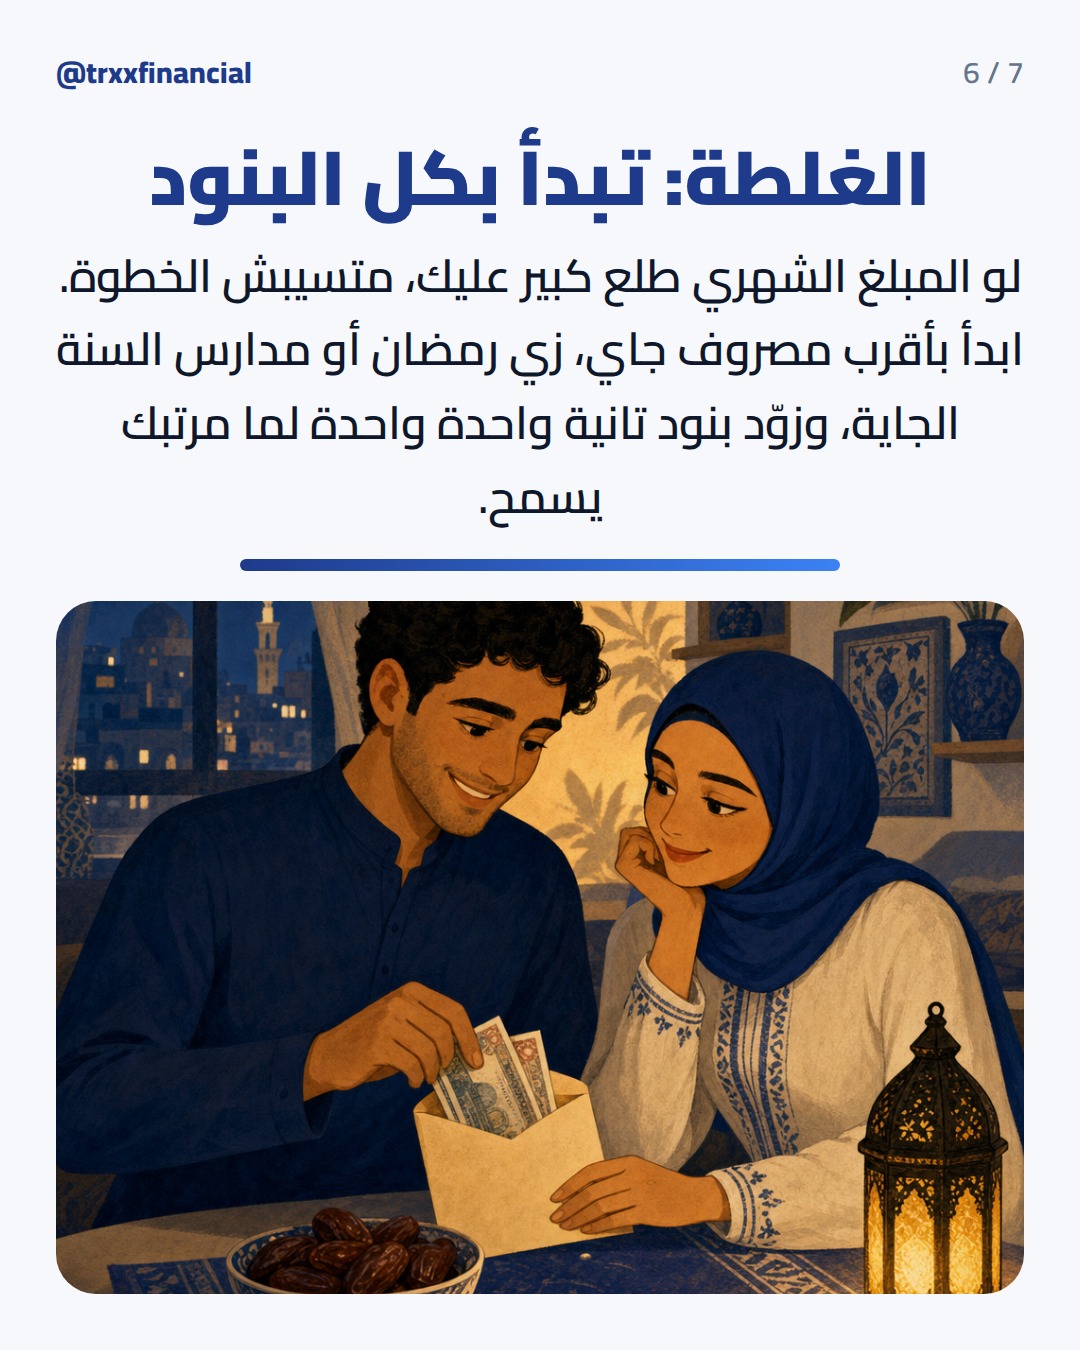 @trxxfinancial
6 / 7
الغلطة: تبدأ بكل البنود
لو المبلغ الشهري طلع كبير عليك، متسيبش الخطوة.
ابدأ بأقرب مصروف جاي، زي رمضان أو مدارس السنة
الجاية، وزوّد بنود تانية واحدة واحدة لما مرتبك
يسمح.